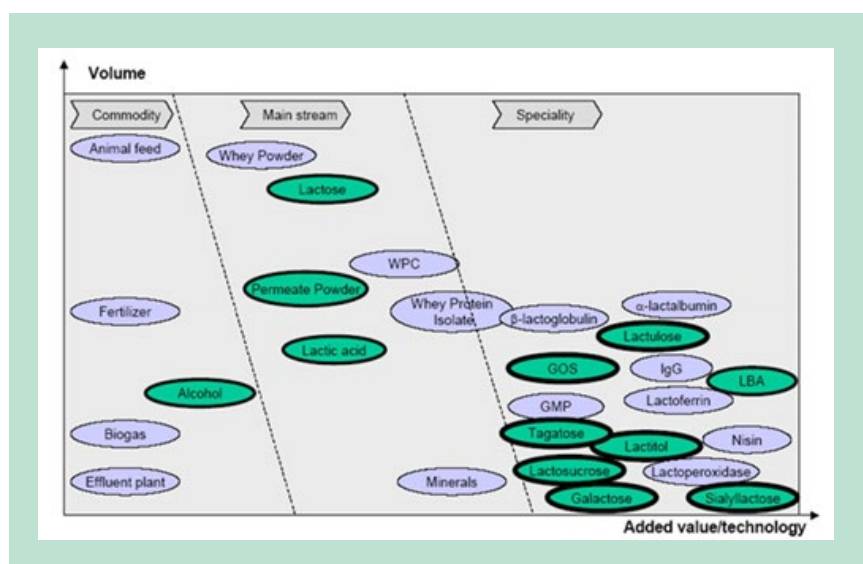 Volume
Commodity
Main stream
Speciality
Animal feed
Whey Powder
Lactose
WPC
Permeate Powder
Whey Protein
Isolate
β-lactoglobulin
α-lactalbumin
Fertilizer
Lactulose
Lactic acid
GOS
IgG
LBA
Alcohol
Lactoferrin
GMP
Biogas
Tagatose
Lactitol
Nisin
Effluent plant
Minerals
Lactosucrose
Lactoperoxidase
Galactose
Sialyllactose
Added value/technology